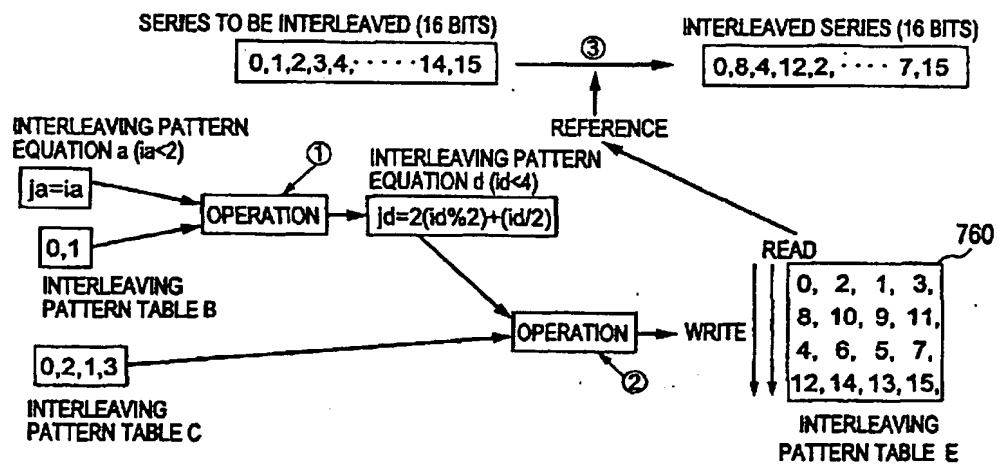 SERIES TO BE INTERLEAVED (16 BITS)
0,1,2,3,4,·····14,15
③
INTERLEAVED SERIES (16 BITS)
0,8,4,12,2,···· 7,15
REFERENCE
INTERLEAVING PATTERN
EQUATION a (ia<2)
ja=ia
①
OPERATION
0,1
INTERLEAVING
PATTERN TABLE B
INTERLEAVING PATTERN
EQUATION d (id<4)
jd=2(id%2)+(id/2)
0,2,1,3
INTERLEAVING
PATTERN TABLE C
OPERATION
②
WRITE
READ
760
0, 2, 1, 3,
8, 10, 9, 11,
4, 6, 5, 7,
12, 14, 13, 15,
INTERLEAVING
PATTERN TABLE E